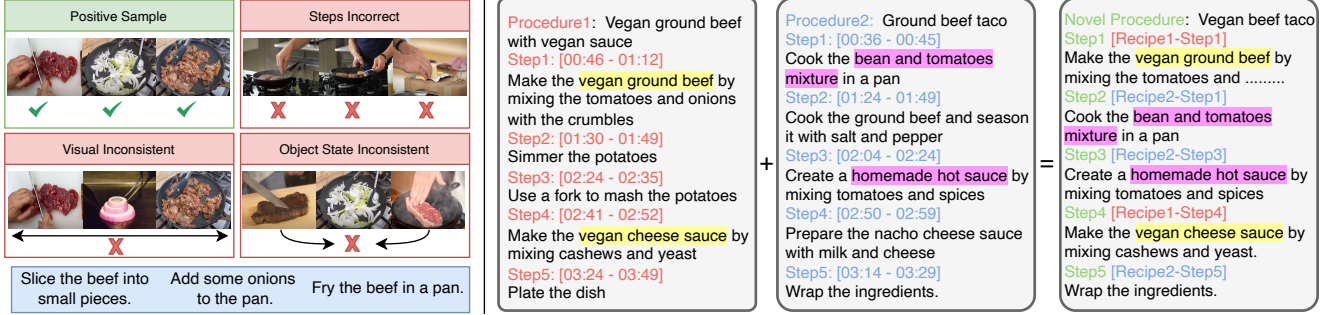 Positive Sample
Steps Incorrect
Visual Inconsistent
Object State Inconsistent
Slice the beef into
small pieces.
Add some onions
to the pan.
Fry the beef in a pan.
Procedure1: Vegan ground beef
with vegan sauce
Step1: [00:46 - 01:12]
Make the vegan ground beef by
mixing the tomatoes and onions
with the crumbles
Step2: [01:30 - 01:49]
Simmer the potatoes
Step3: [02:24 - 02:35]
Use a fork to mash the potatoes
Step4: [02:41 - 02:52]
Make the vegan cheese sauce by
mixing cashews and yeast
Step5: [03:24 - 03:49]
Plate the dish
+
Procedure2: Ground beef taco
Step1: [00:36 - 00:45]
Cook the bean and tomatoes
mixture in a pan
Step2: [01:24 - 01:49]
Cook the ground beef and season
it with salt and pepper
Step3: [02:04 - 02:24]
Create a homemade hot sauce by
mixing tomatoes and spices
Step4: [02:50 - 02:59]
Prepare the nacho cheese sauce
with milk and cheese
Step5: [03:14 - 03:29]
Wrap the ingredients.
=
Novel Procedure: Vegan beef taco
Step1 [Recipe1-Step1]
Make the vegan ground beef by
mixing the tomatoes and .........
Step2 [Recipe2-Step1]
Cook the bean and tomatoes
mixture in a pan
Step3 [Recipe2-Step3]
Create a homemade hot sauce by
mixing tomatoes and spices
Step4 [Recipe1-Step4]
Make the vegan cheese sauce by
mixing cashews and yeast.
Step5 [Recipe2-Step5]
Wrap the ingredients.